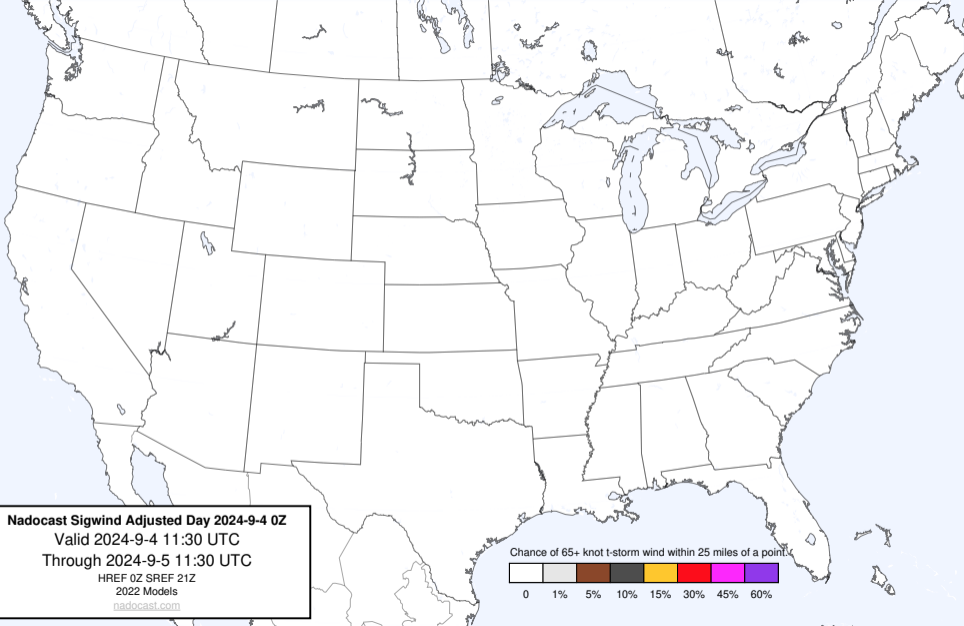 Nadocast Sigwind Adjusted Day 2024-9-4 0Z
Valid 2024-9-4 11:30 UTC
Through 2024-9-5 11:30 UTC
HREF 0Z SREF 21Z
2022 Models
nadocast.com
Chance of 65+ knot t-storm wind within 25 miles of a point.
0 1% 5% 10% 15% 30% 45% 60%